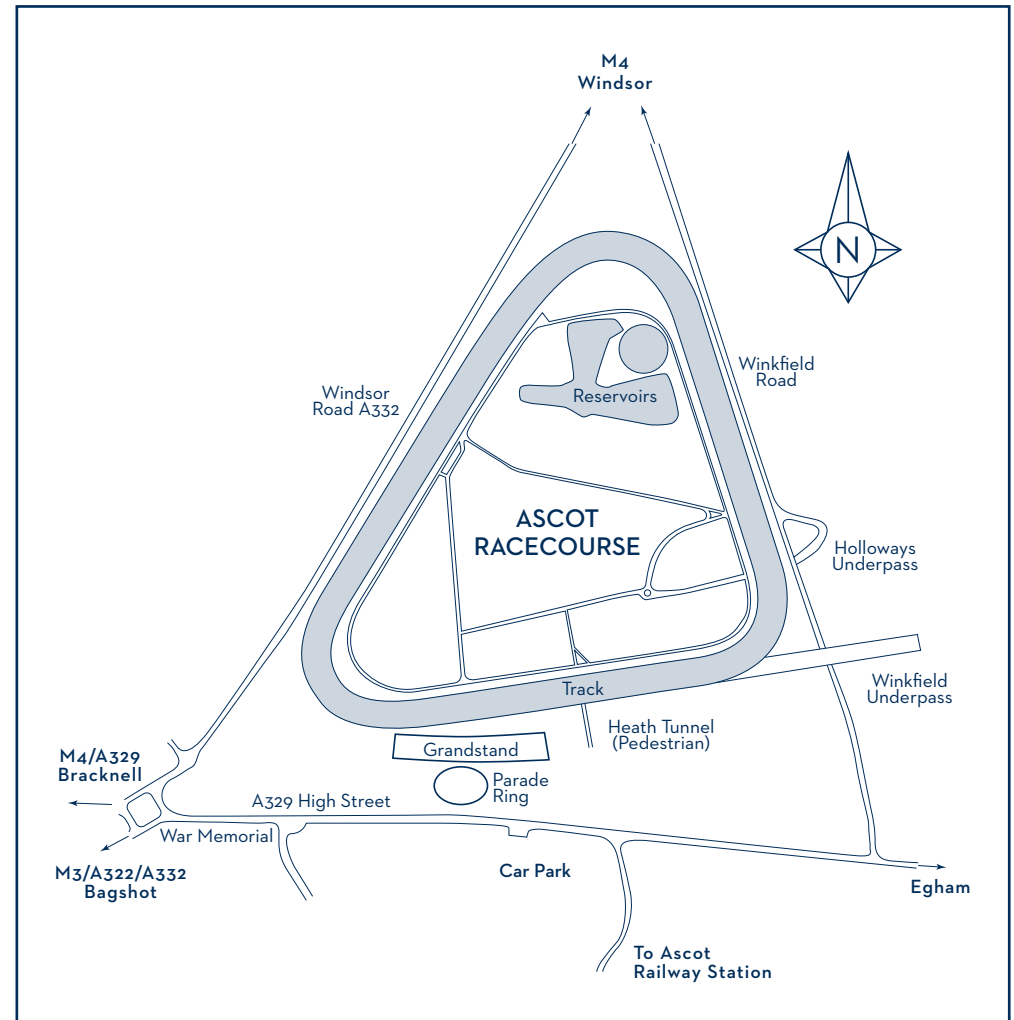 M4
Windsor
N
Winkfield
Road
Windsor
Road A332
Reservoirs
ASCOT
RACECOURSE
Holloways
Underpass
Track
Winkfield
Underpass
Heath Tunnel
(Pedestrian)
Grandstand
M4/A329
Bracknell
Parade
Ring
A329 High Street
War Memorial
Car Park
M3/A322/A332
Bagshot
Egham
To Ascot
Railway Station